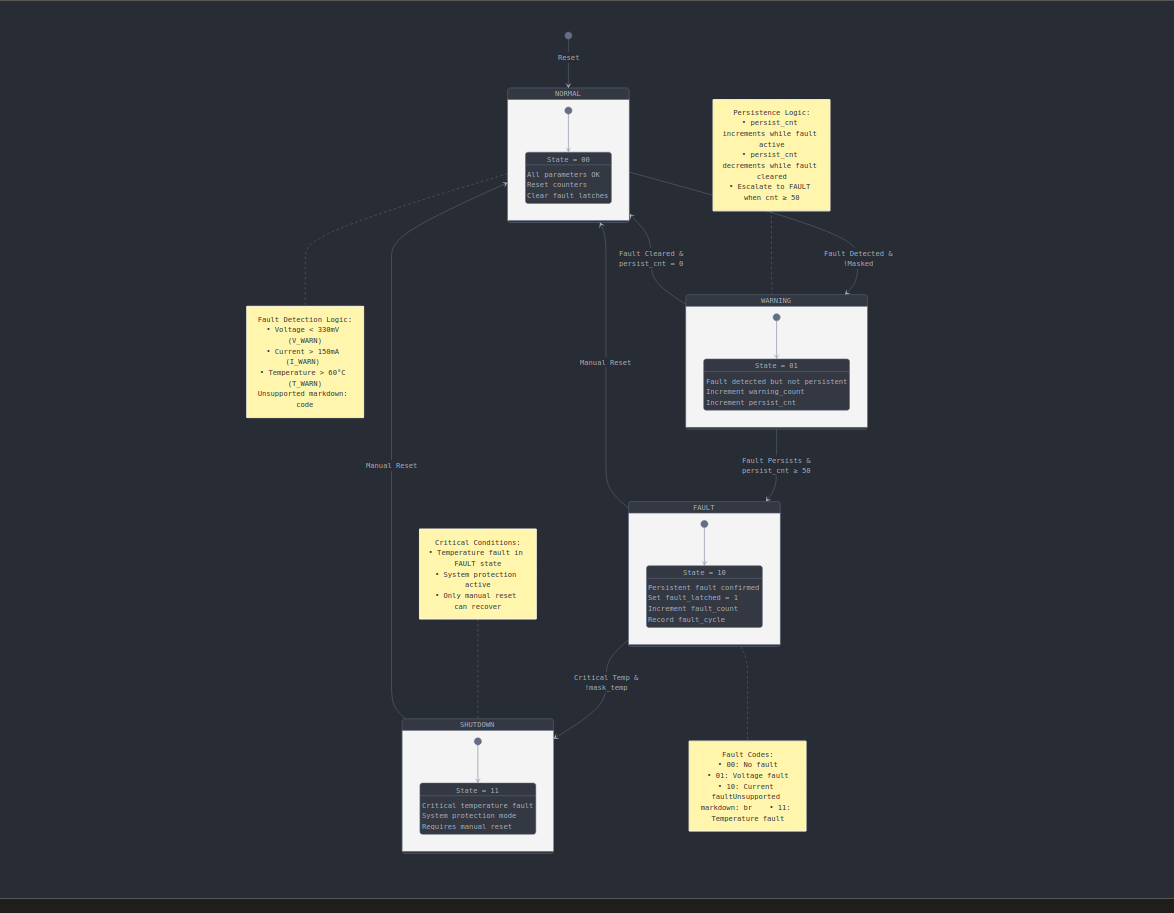 Reset
NORMAL
State = 00
All parameters OK
Reset counters
Clear fault latches
Persistence Logic:
• persist_cnt
increments while fault
active
• persist_cnt
decrements while fault
cleared
• Escalate to FAULT
when cnt ≥ 50
Fault Cleared &
persist_cnt = 0
Fault Detected &
!Masked
WARNING
State = 01
Fault detected but not persistent
Increment warning_count
Increment persist_cnt
Fault Detection Logic:
• Voltage < 330mV
(V_WARN)
• Current > 150mA
(I_WARN)
• Temperature > 60°C
(T_WARN)
Unsupported markdown:
code
Manual Reset
Manual Reset
Fault Persists &
persist_cnt ≥ 50
FAULT
State = 10
Persistent fault confirmed
Set fault_latched = 1
Increment fault_count
Record fault_cycle
Critical Conditions:
• Temperature fault in
FAULT state
• System protection
active
• Only manual reset
can recover
Critical Temp &
!mask_temp
SHUTDOWN
State = 11
Critical temperature fault
System protection mode
Requires manual reset
Fault Codes:
• 00: No fault
• 01: Voltage fault
• 10: Current
faultUnsupported
markdown: br    • 11:
Temperature fault